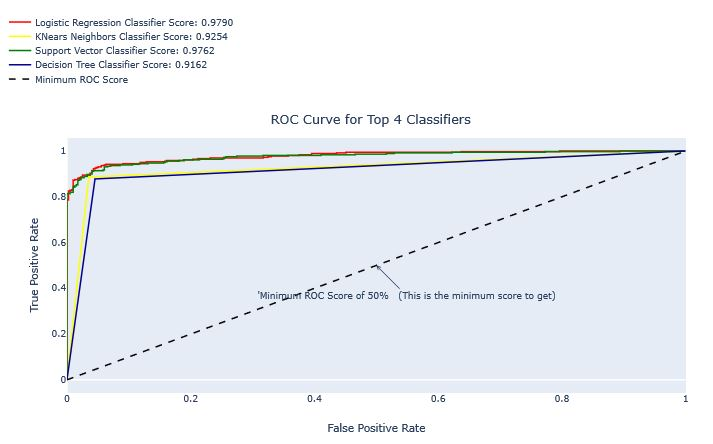 Logistic Regression Classifier Score: 0.9790
KNears Neighbors Classifier Score: 0.9254
Support Vector Classifier Score: 0.9762
Decision Tree Classifier Score: 0.9162
Minimum ROC Score
ROC Curve for Top 4 Classifiers
1
0.8
0.6
0.4
0.2
0
True Positive Rate
'Minimum ROC Score of 50% (This is the minimum score to get)
0 0.2 0.4 0.6 0.8 1
False Positive Rate